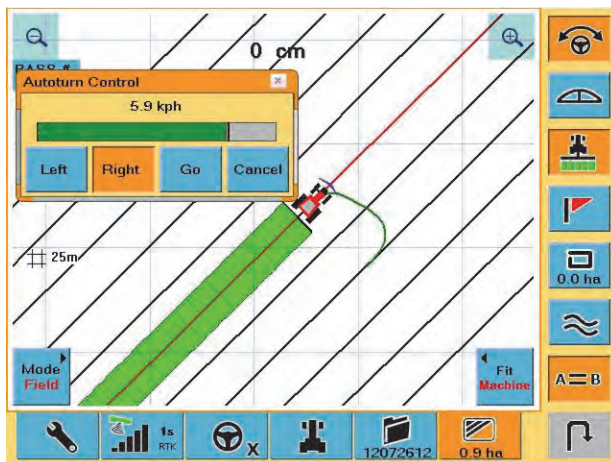 0 cm
PASS #
Autoturn Control
5.9 kph
Left
Right
Go
Cancel
25m
Mode
Field
Fit
Machine
0.0 ha
A=B
1s
RTK
X
12072612
0.9 ha